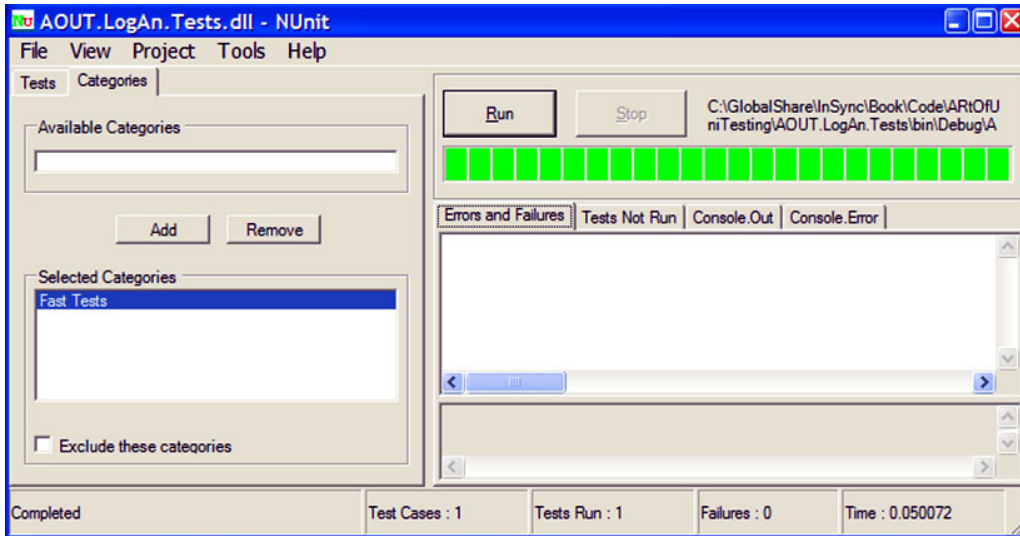 AOUT.LogAn.Tests.dll - NUnit
File View Project Tools Help
Tests Categories
Available Categories
Add Remove
Selected Categories
Fast Tests
Exclude these categories
Run Stop
C:\GlobalShare\InSync\Book\Code\ARtOfU
niTesting\AOUT.LogAn.Tests\bin\Debug\A
Errors and Failures Tests Not Run Console.Out Console.Error
Completed Test Cases : 1 Tests Run : 1 Failures : 0 Time : 0.050072